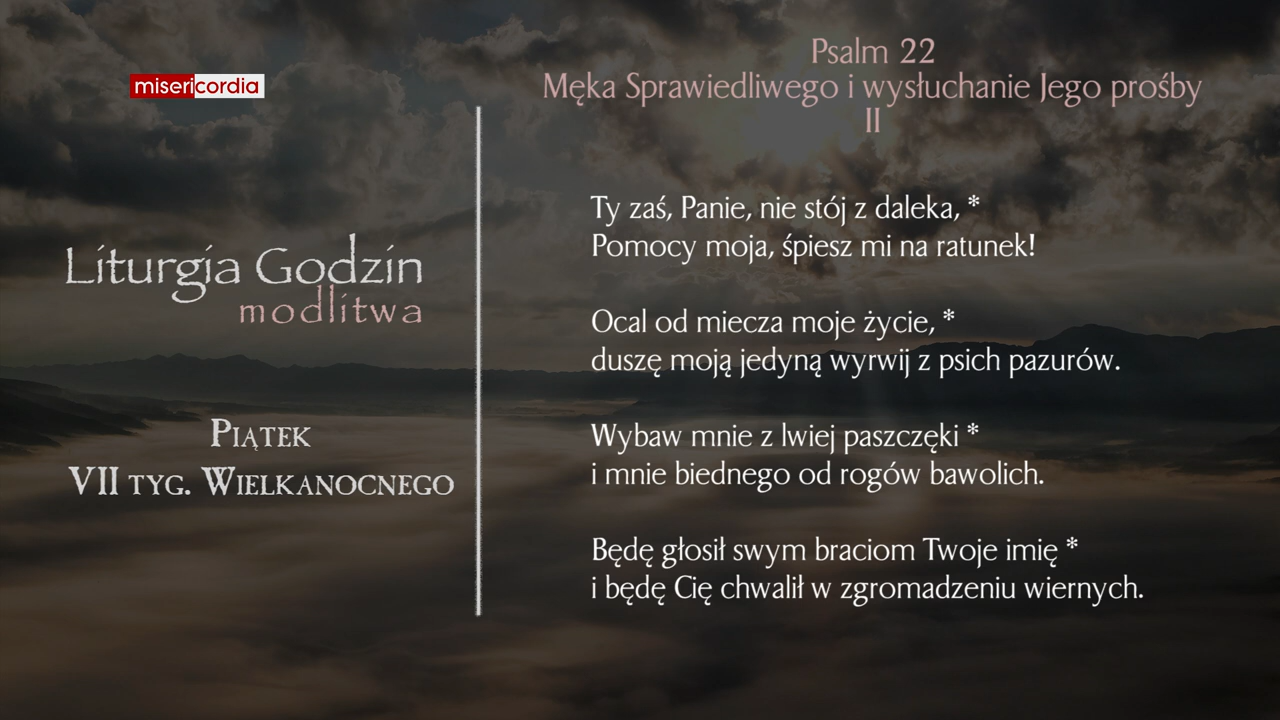 misericordia
Liturgia Godzin
modlitwa
Piątek
VII tyg. Wielkanocnego
Psalm 22
Męka Sprawiedliwego i wysłuchanie Jego prośby
II
Ty zaś, Panie, nie stój z daleka, *
Pomocy moja, śpiesz mi na ratunek!
Ocal od miecza moje życie, *
duszę moją jedyną wyrwij z psich pazurów.
Wybaw mnie z lwiej paszczęki *
i mnie biednego od rogów bawolich.
Będę głosił swym braciom Twoje imię *
i będę Cię chwalił w zgromadzeniu wiernych.